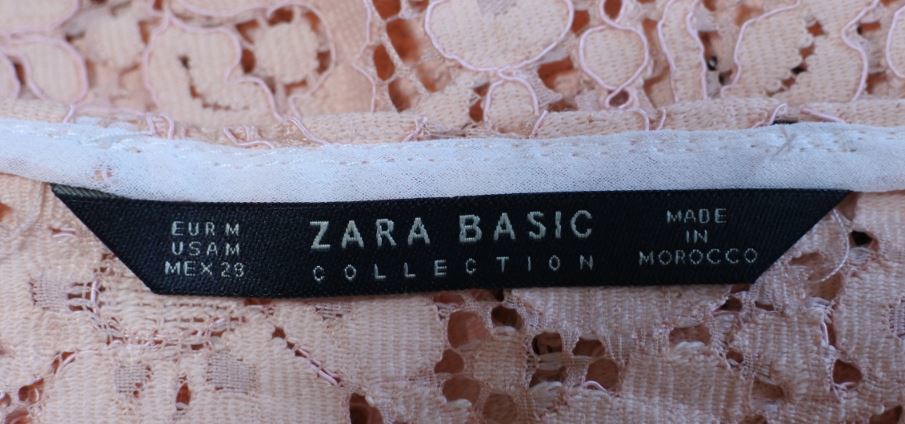 EUR M
USA M
MEX 28
ZARA BASIC
COLLECTION
MADE
IN
MOROCCO